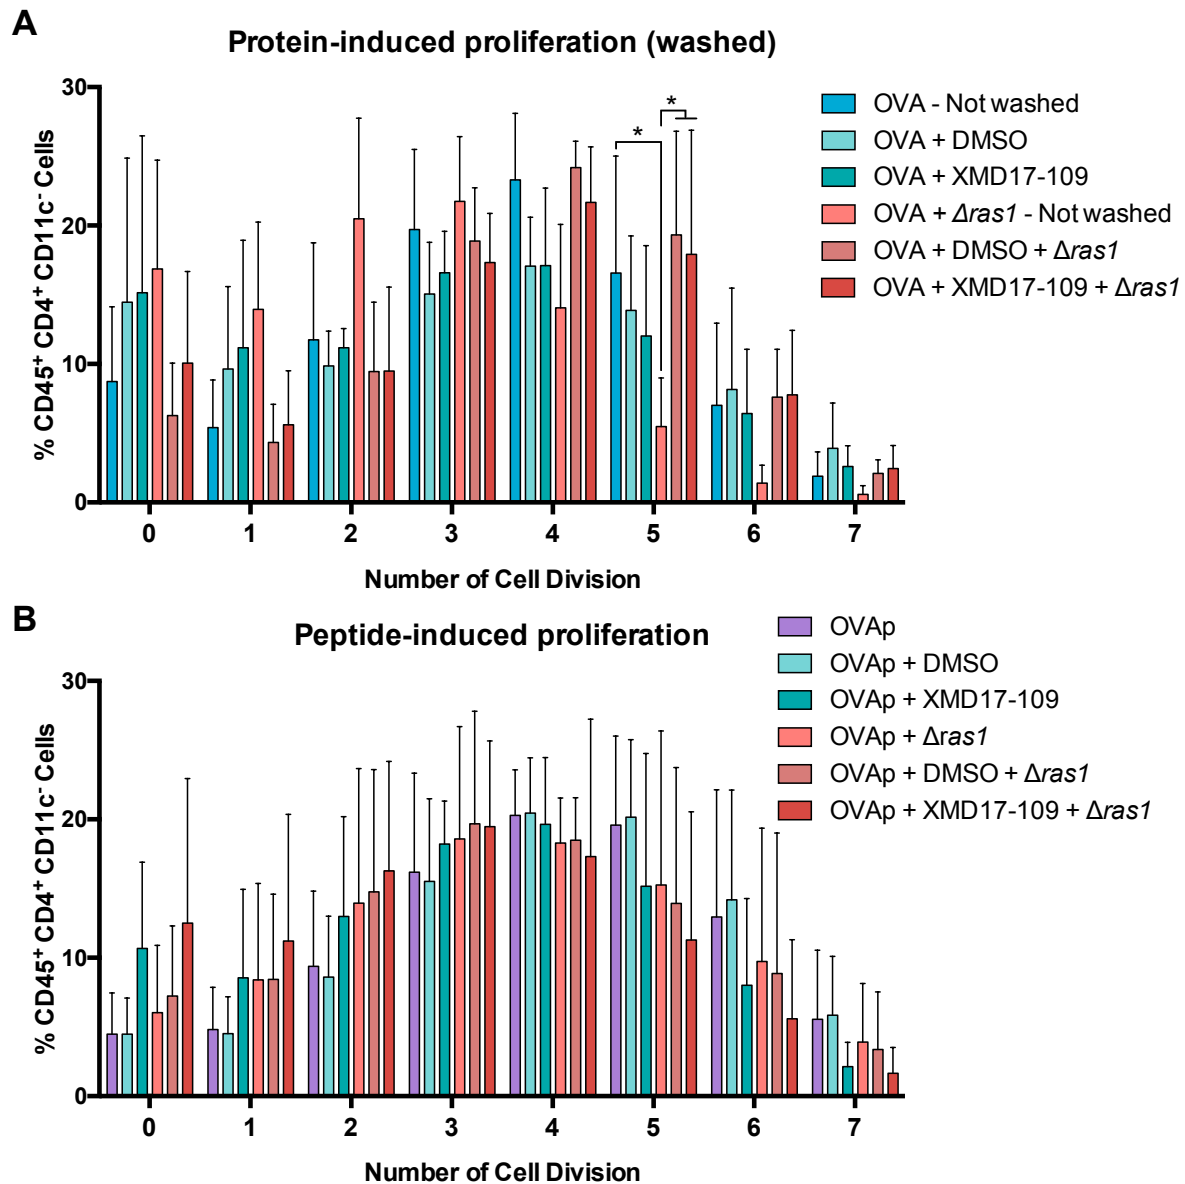 A
Protein-induced proliferation (washed)
% CD45⁺ CD4⁺ CD11c⁻ Cells
30
20
10
0
0 1 2 3 4 5 6 7
Number of Cell Division
*
*
OVA - Not washed
OVA + DMSO
OVA + XMD17-109
OVA + Δras1 - Not washed
OVA + DMSO + Δras1
OVA + XMD17-109 + Δras1
B
Peptide-induced proliferation
% CD45⁺ CD4⁺ CD11c⁻ Cells
30
20
10
0
0 1 2 3 4 5 6 7
Number of Cell Division
OVAp
OVAp + DMSO
OVAp + XMD17-109
OVAp + Δras1
OVAp + DMSO + Δras1
OVAp + XMD17-109 + Δras1